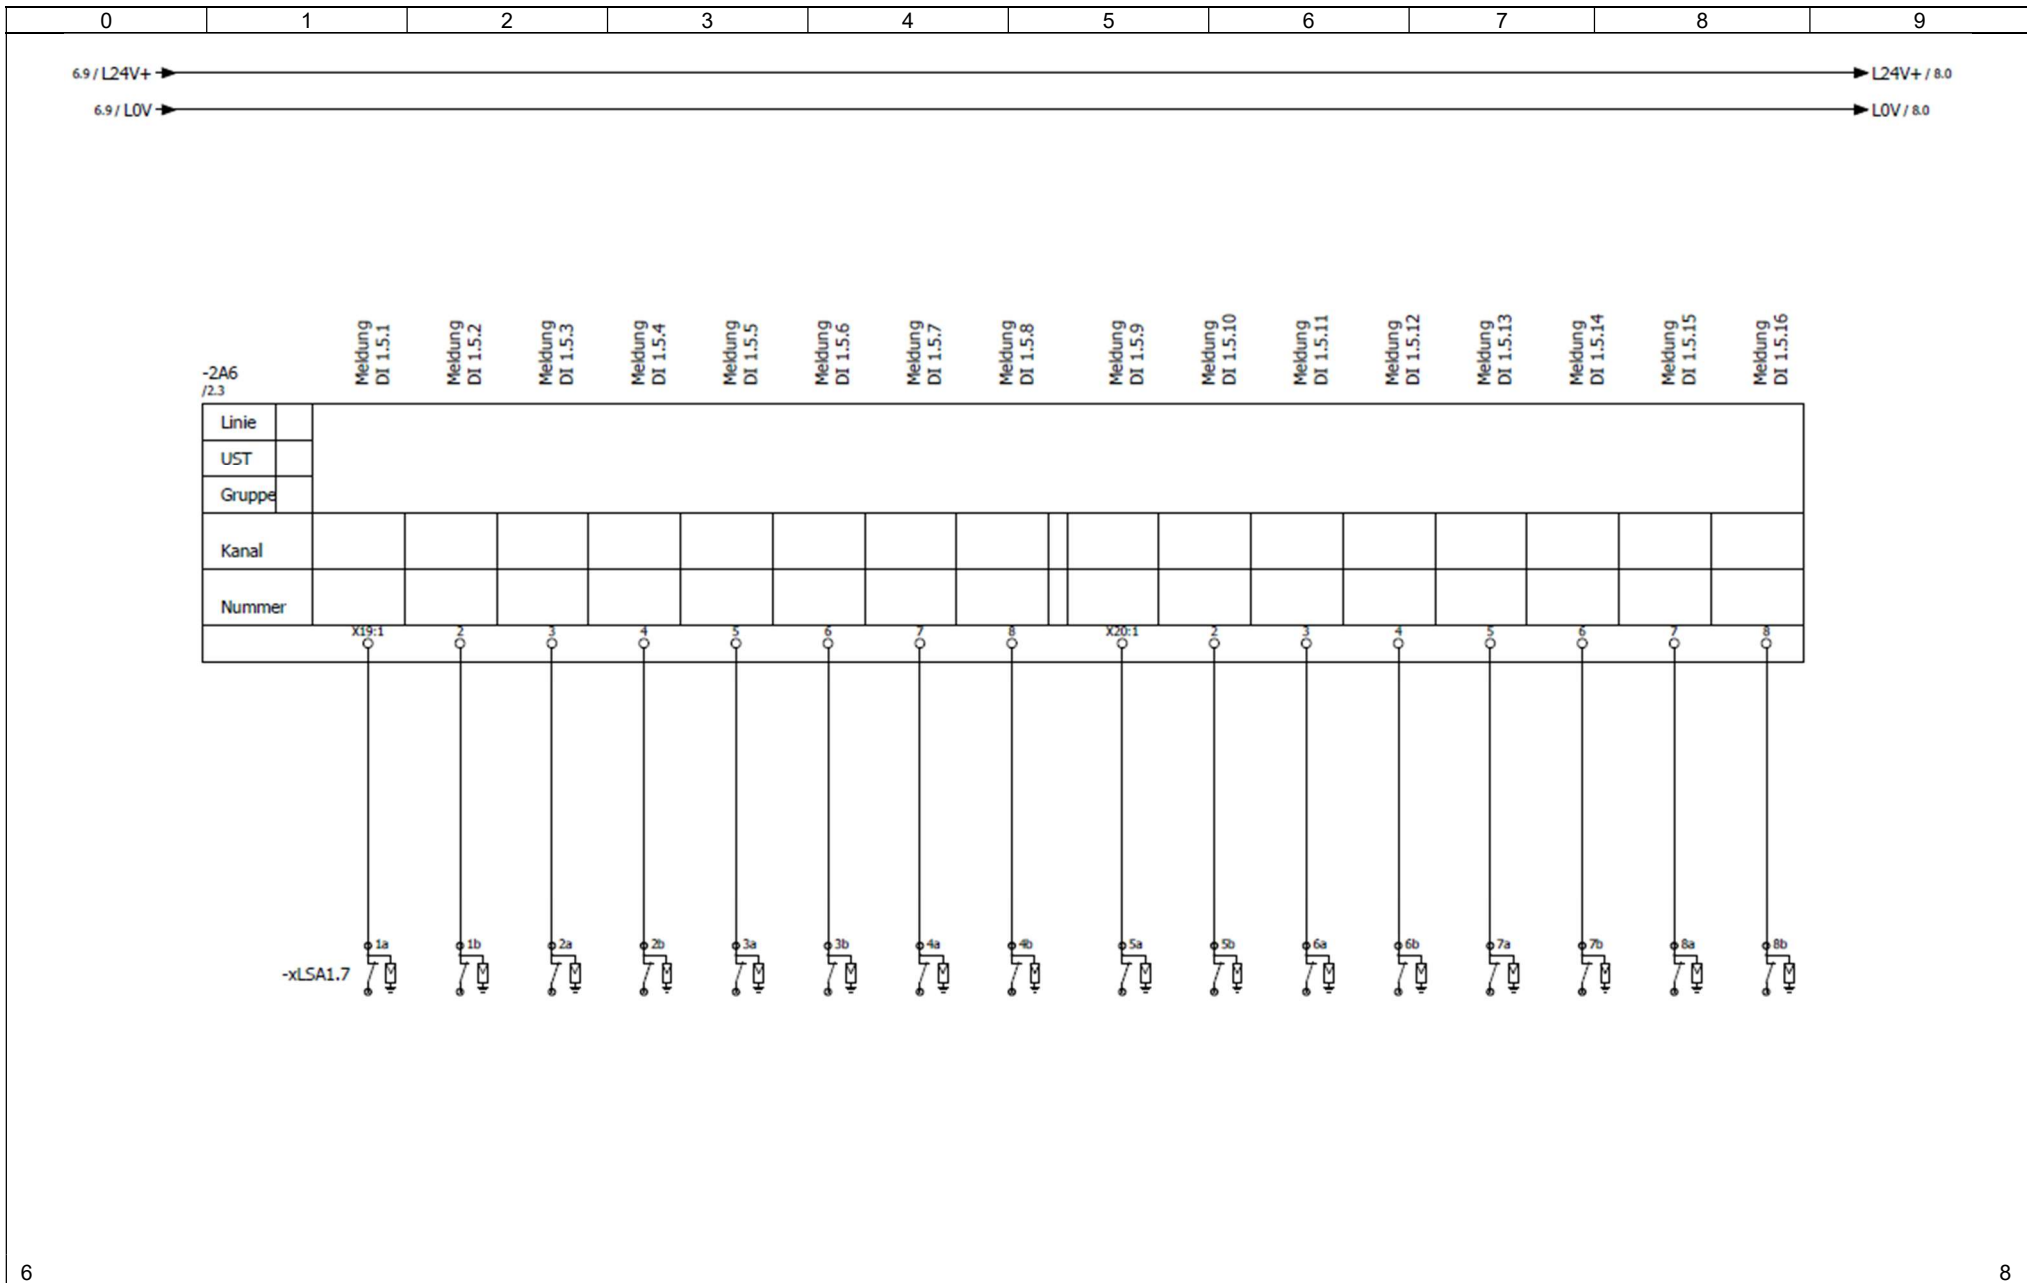 0 1 2 3 4 5 6 7 8 9
6.9 / L24V+ L24V+ / 8.0
6.9 / L0V L0V / 8.0
Meldung
DI 1.5.1
Meldung
DI 1.5.2
Meldung
DI 1.5.3
Meldung
DI 1.5.4
Meldung
DI 1.5.5
Meldung
DI 1.5.6
Meldung
DI 1.5.7
Meldung
DI 1.5.8
Meldung
DI 1.5.9
Meldung
DI 1.5.10
Meldung
DI 1.5.11
Meldung
DI 1.5.12
Meldung
DI 1.5.13
Meldung
DI 1.5.14
Meldung
DI 1.5.15
Meldung
DI 1.5.16
-2A6
/2.3
Linie
UST
Gruppe
Kanal
Nummer
X19:1 2 3 4 5 6 7 8 X20:1 2 3 4 5 6 7 8
1a 1b 2a 2b 3a 3b 4a 4b 5a 5b 6a 6b 7a 7b 8a 8b
-xLSA1.7
6 8